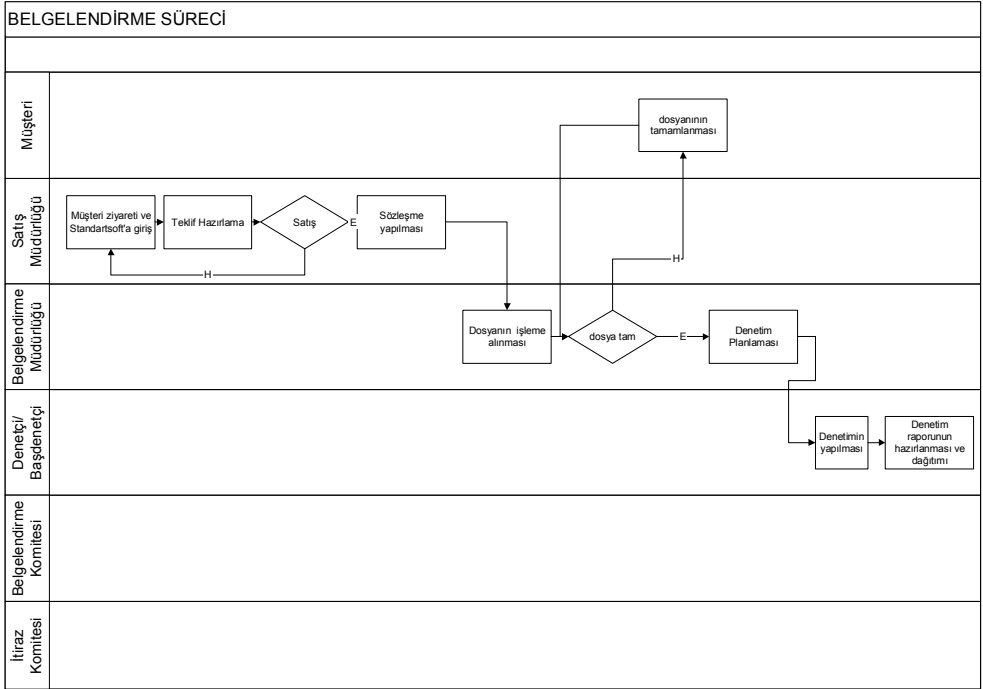 BELGELENDİRME SÜRECİ
Müşteri
dosyanının
tamamlanması
Satış
Müdürlüğü
Müşteri ziyareti ve
Standartsoft'a giriş
Teklif Hazırlama
Satış
E
Sözleşme
yapılması
H
H
Belgelendirme
Müdürlüğü
Dosyanın işleme
alınması
dosya tam
E
Denetim
Planlaması
Denetçi/
Başdenetçi
Denetimin
yapılması
Denetim
raporunun
hazırlanması ve
dağıtımı
Belgelendirme
Komitesi
İtiraz
Komitesi